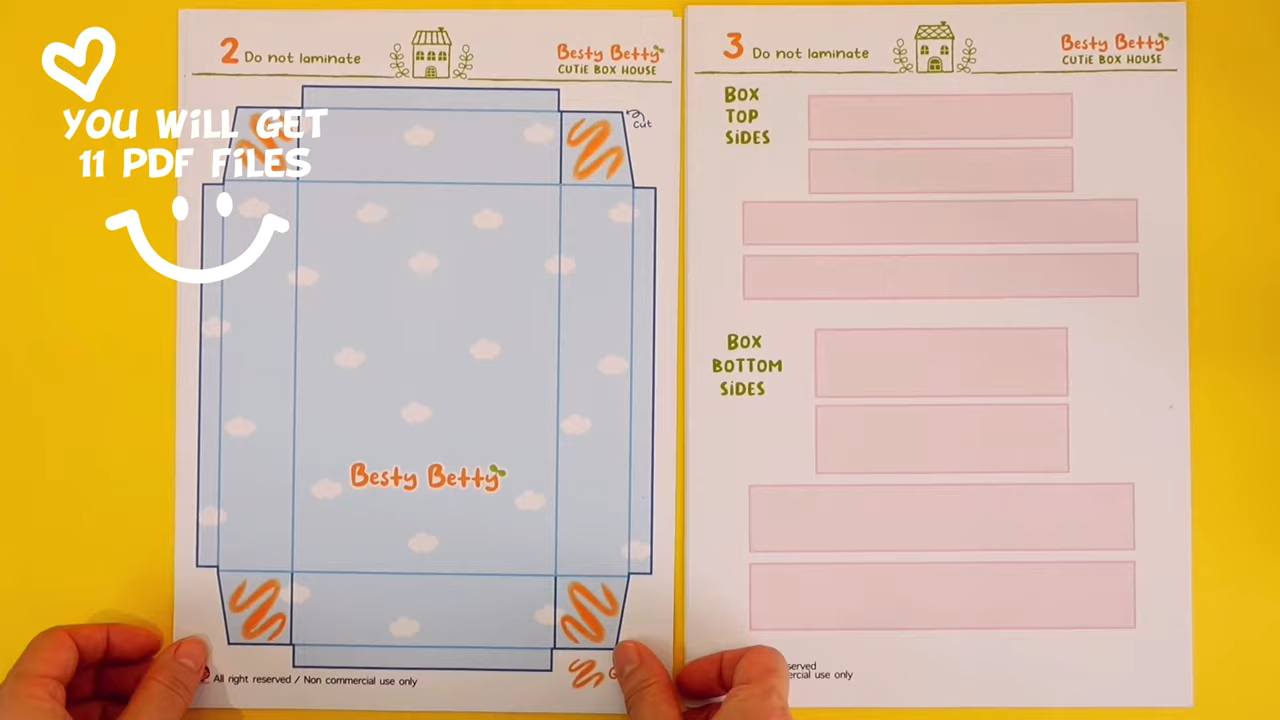 YOU WILL GET
11 PDF FILES
2 Do not laminate
Besty Betty
CUTIE BOX HOUSE
cut
Besty Betty
All right reserved / Non commercial use only
3 Do not laminate
Besty Betty
CUTIE BOX HOUSE
BOX
TOP
SIDES
BOX
BOTTOM
SIDES